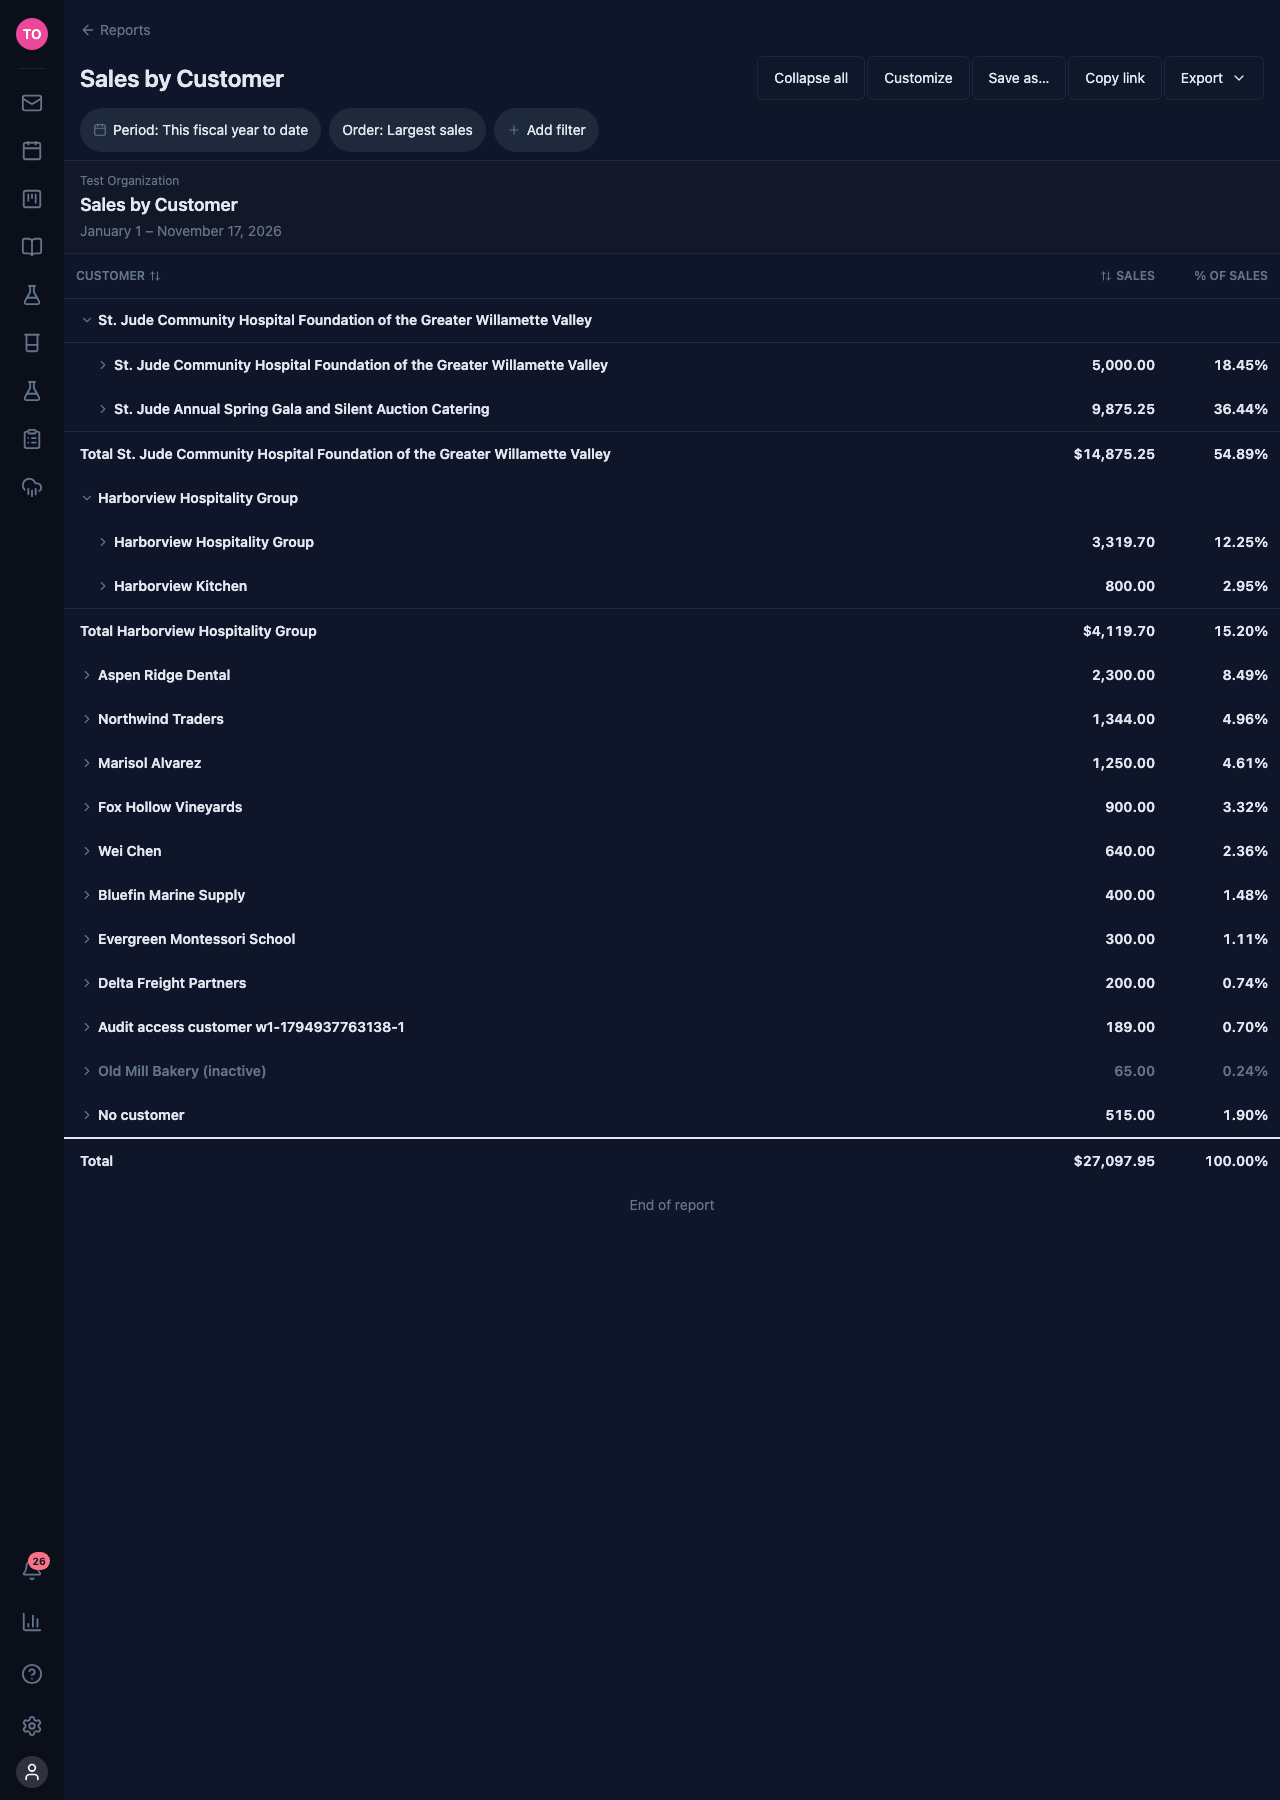 TO
Reports
Sales by Customer
Collapse all
Customize
Save as...
Copy link
Export
Period: This fiscal year to date
Order: Largest sales
Add filter
Test Organization
Sales by Customer
January 1 – November 17, 2026
CUSTOMER SALES % OF SALES
St. Jude Community Hospital Foundation of the Greater Willamette Valley
St. Jude Community Hospital Foundation of the Greater Willamette Valley 5,000.00 18.45%
St. Jude Annual Spring Gala and Silent Auction Catering 9,875.25 36.44%
Total St. Jude Community Hospital Foundation of the Greater Willamette Valley $14,875.25 54.89%
Harborview Hospitality Group
Harborview Hospitality Group 3,319.70 12.25%
Harborview Kitchen 800.00 2.95%
Total Harborview Hospitality Group $4,119.70 15.20%
Aspen Ridge Dental 2,300.00 8.49%
Northwind Traders 1,344.00 4.96%
Marisol Alvarez 1,250.00 4.61%
Fox Hollow Vineyards 900.00 3.32%
Wei Chen 640.00 2.36%
Bluefin Marine Supply 400.00 1.48%
Evergreen Montessori School 300.00 1.11%
Delta Freight Partners 200.00 0.74%
Audit access customer w1-1794937763138-1 189.00 0.70%
Old Mill Bakery (inactive) 65.00 0.24%
No customer 515.00 1.90%
Total $27,097.95 100.00%
End of report
26